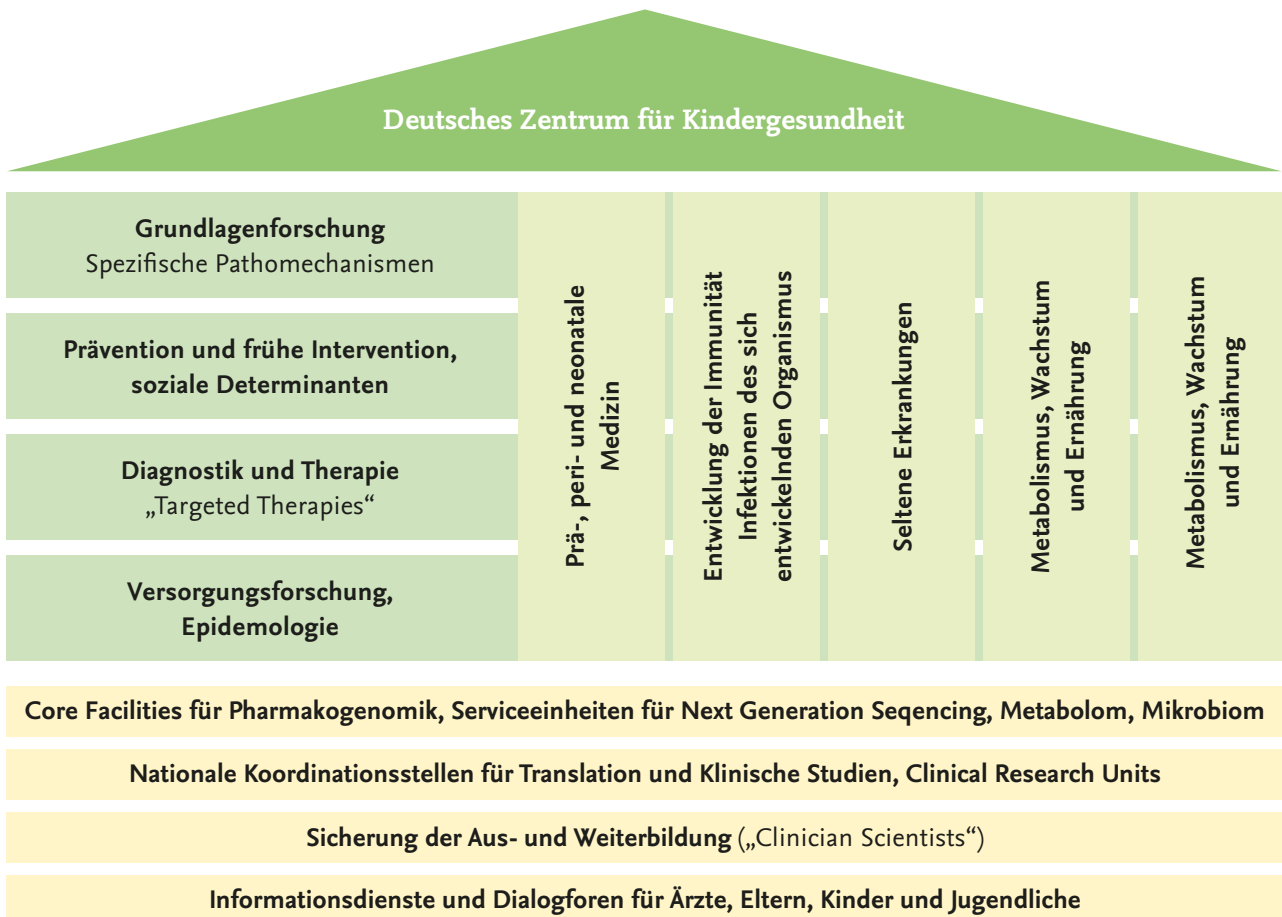 Deutsches Zentrum für Kindergesundheit
Grundlagenforschung
Spezifische Pathomechanismen
Prävention und frühe Intervention,
soziale Determinanten
Diagnostik und Therapie
„Targeted Therapies“
Versorgungsforschung,
Epidemologie
Prä-, peri- und neonatale
Medizin
Entwicklung der Immunität
Infektionen des sich
entwickelnden Organismus
Seltene Erkrankungen
Metabolismus, Wachstum
und Ernährung
Metabolismus, Wachstum
und Ernährung
Core Facilities für Pharmakogenomik, Serviceeinheiten für Next Generation Seqencing, Metabolom, Mikrobiom
Nationale Koordinationsstellen für Translation und Klinische Studien, Clinical Research Units
Sicherung der Aus- und Weiterbildung („Clinician Scientists“)
Informationsdienste und Dialogforen für Ärzte, Eltern, Kinder und Jugendliche